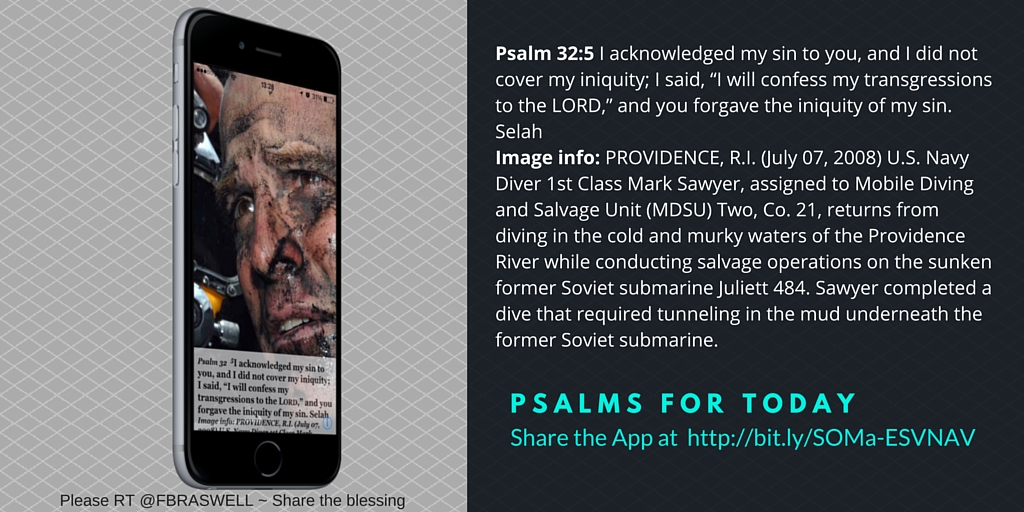 13:28
31%
Psalm 32 5I acknowledged my sin to
you, and I did not cover my iniquity;
I said, “I will confess my
transgressions to the LORD,” and you
forgave the iniquity of my sin. Selah
Image info: PROVIDENCE, R.I. (July 07,
Please RT @FBRASWELL ~ Share the blessing
Psalm 32:5 I acknowledged my sin to you, and I did not
cover my iniquity; I said, “I will confess my transgressions
to the LORD,” and you forgave the iniquity of my sin.
Selah
Image info: PROVIDENCE, R.I. (July 07, 2008) U.S. Navy
Diver 1st Class Mark Sawyer, assigned to Mobile Diving
and Salvage Unit (MDSU) Two, Co. 21, returns from
diving in the cold and murky waters of the Providence
River while conducting salvage operations on the sunken
former Soviet submarine Juliett 484. Sawyer completed a
dive that required tunneling in the mud underneath the
former Soviet submarine.
PSALMS FOR TODAY
Share the App at http://bit.ly/SOMa-ESVNAV